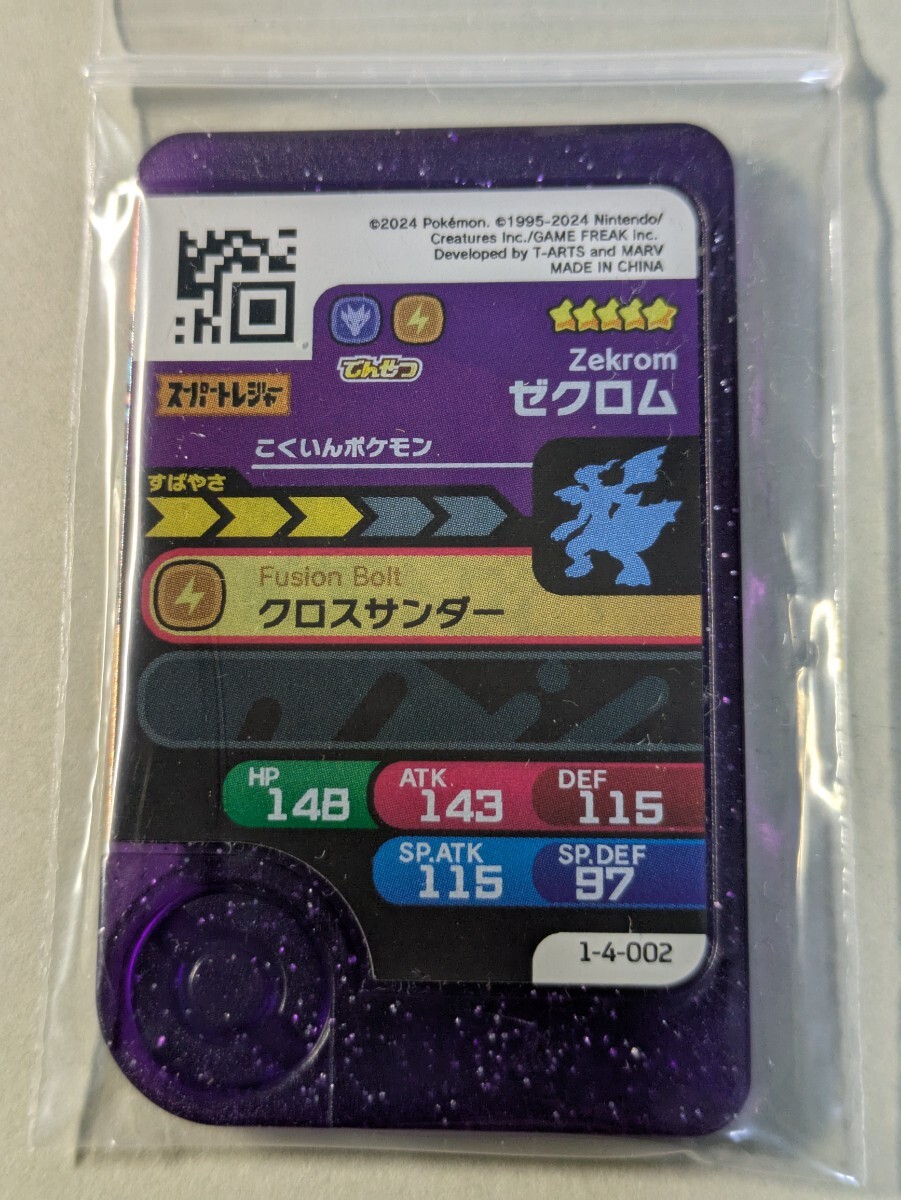 ©2024 Pokémon. ©1995-2024 Nintendo/
Creatures Inc./GAME FREAK inc.
Developed by T-ARTS and MARV
MADE IN CHINA
でんせつ
Zekrom
スーパートレジャー
ゼクロム
こくいんポケモン
すばやさ
Fusion Bolt
クロスサンダー
HP
148
ATK
143
DEF
115
SP.ATK
115
SP.DEF
97
1-4-002